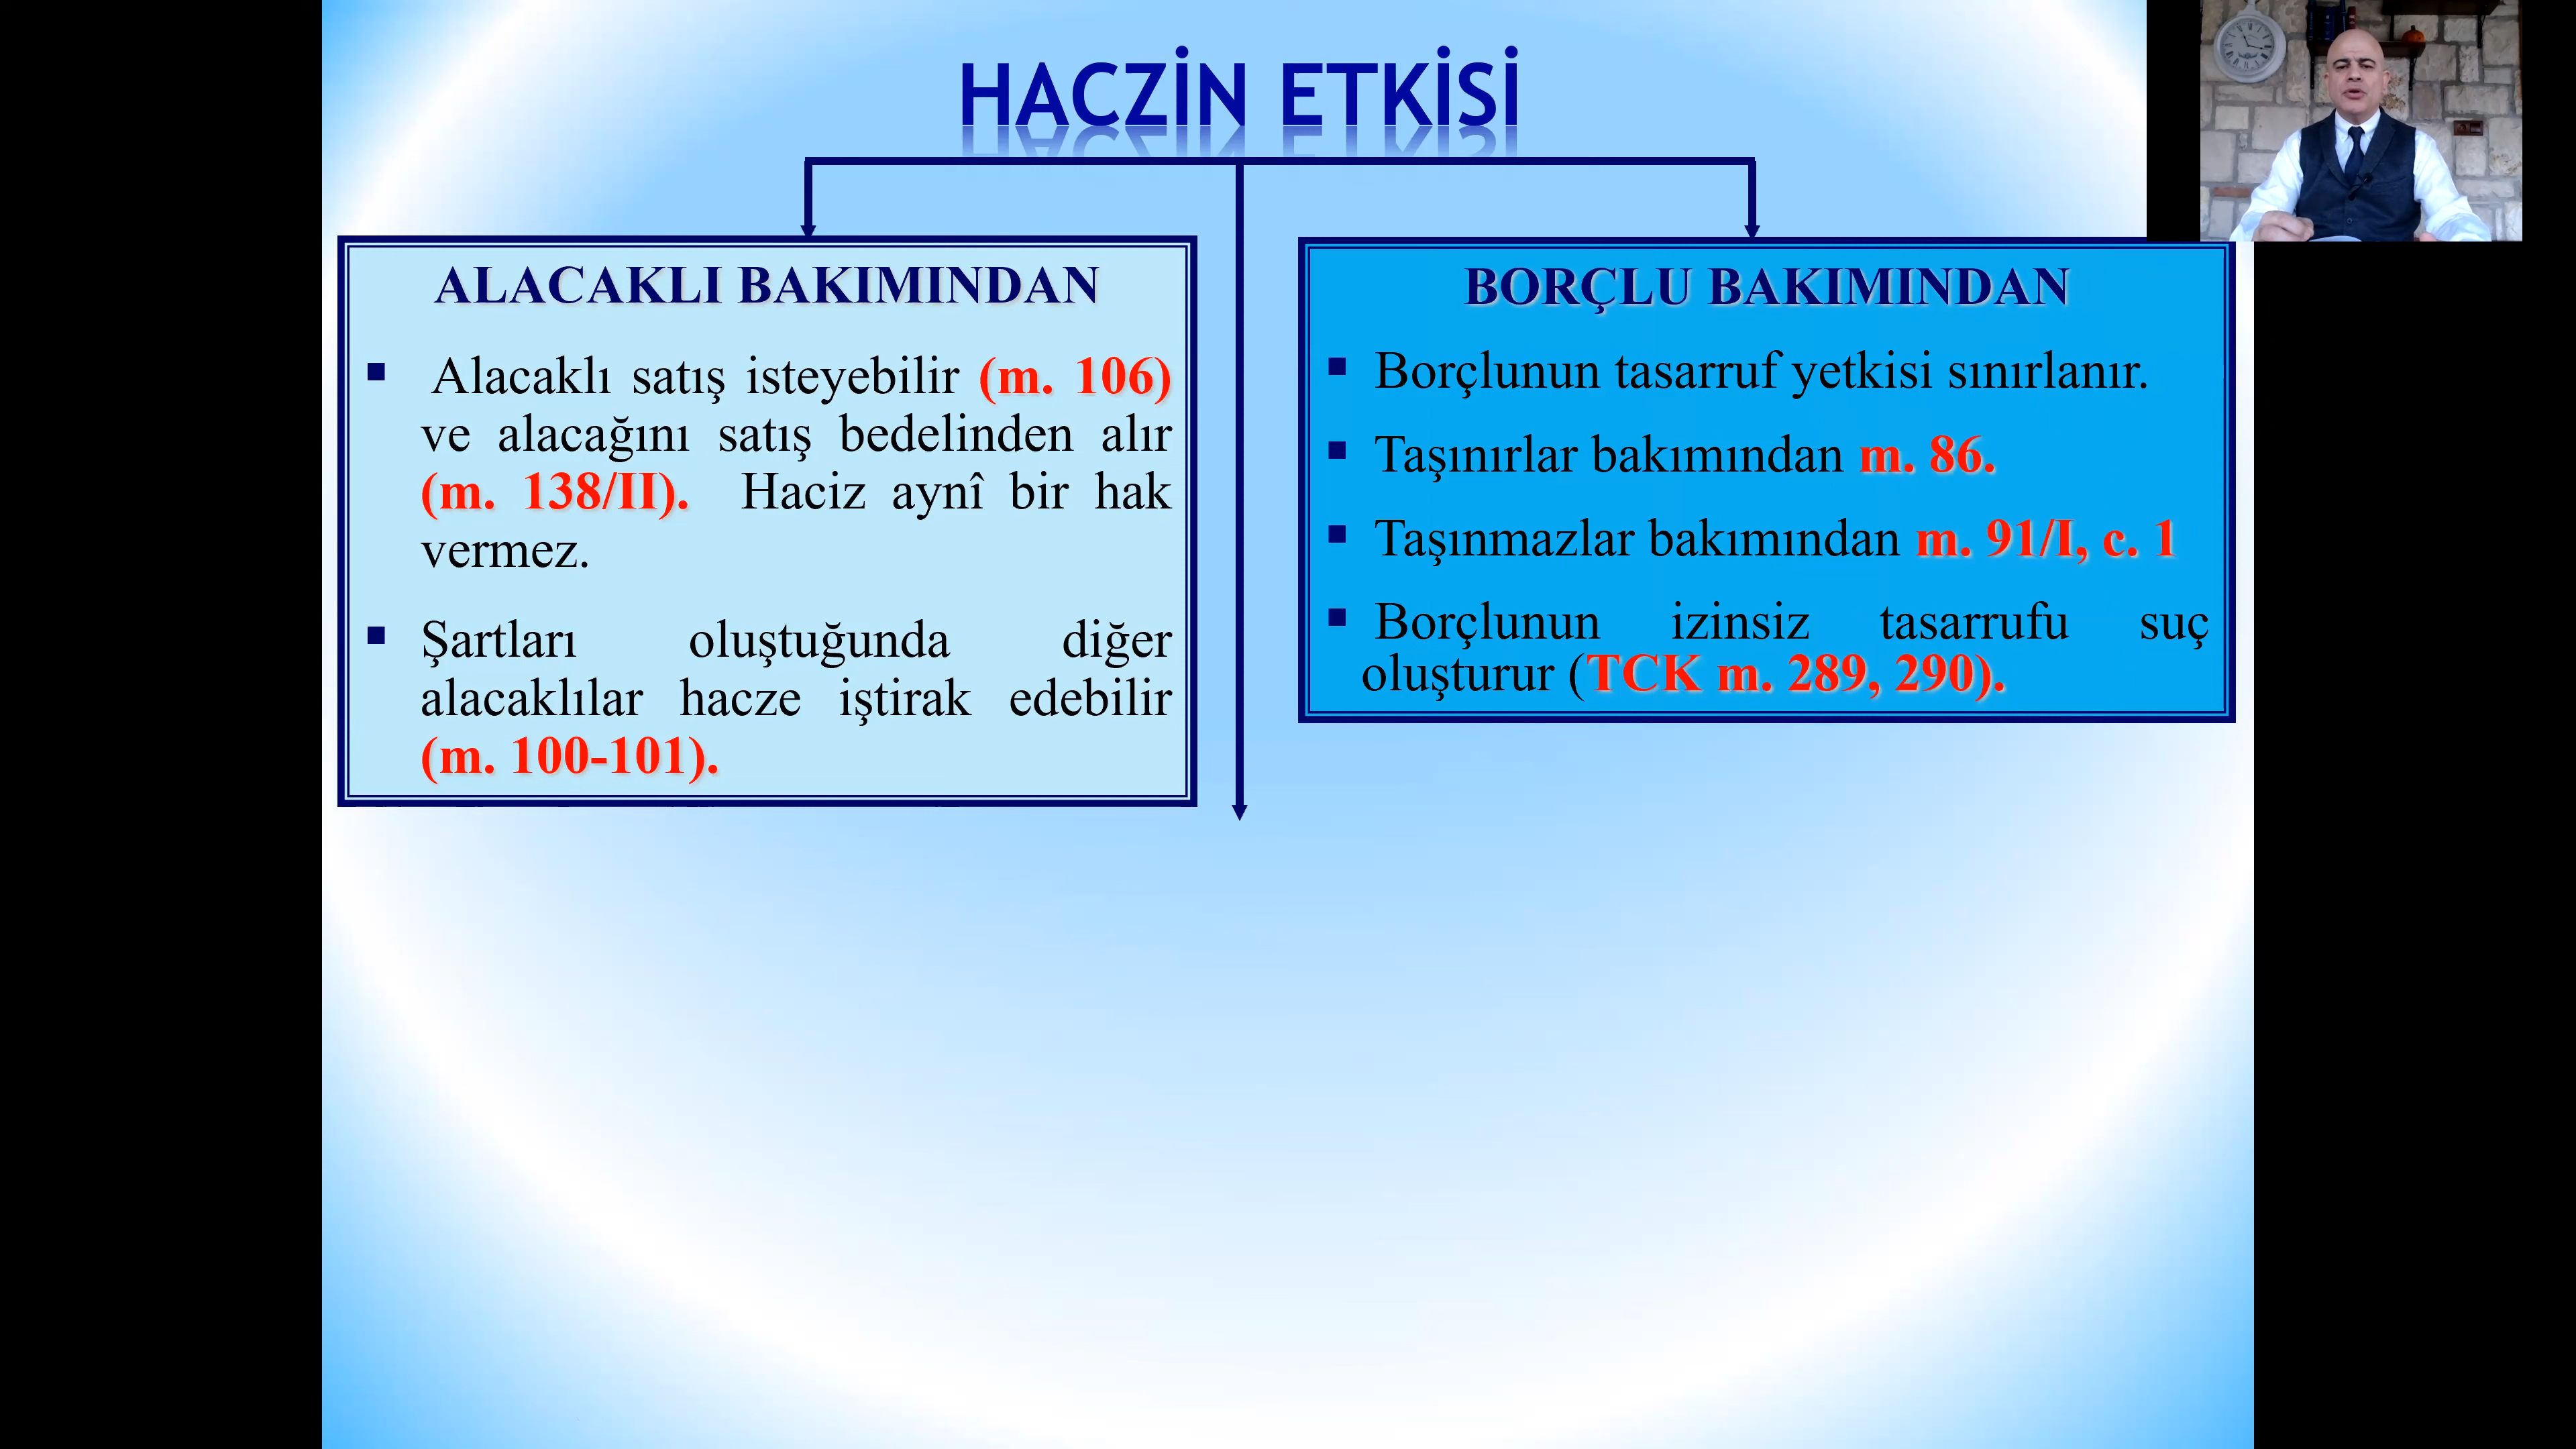 HACZİN ETKİSİ
ALACAKLI BAKIMINDAN
▪ Alacaklı satış isteyebilir (m. 106)
ve alacağını satış bedelinden alır
(m. 138/II). Haciz aynî bir hak
vermez.
▪ Şartları oluştuğunda diğer
alacaklılar hacze iştirak edebilir
(m. 100-101).
BORÇLU BAKIMINDAN
▪ Borçlunun tasarruf yetkisi sınırlanır.
▪ Taşınırlar bakımından m. 86.
▪ Taşınmazlar bakımından m. 91/I, c. 1
▪ Borçlunun izinsiz tasarrufu suç
oluşturur (TCK m. 289, 290).